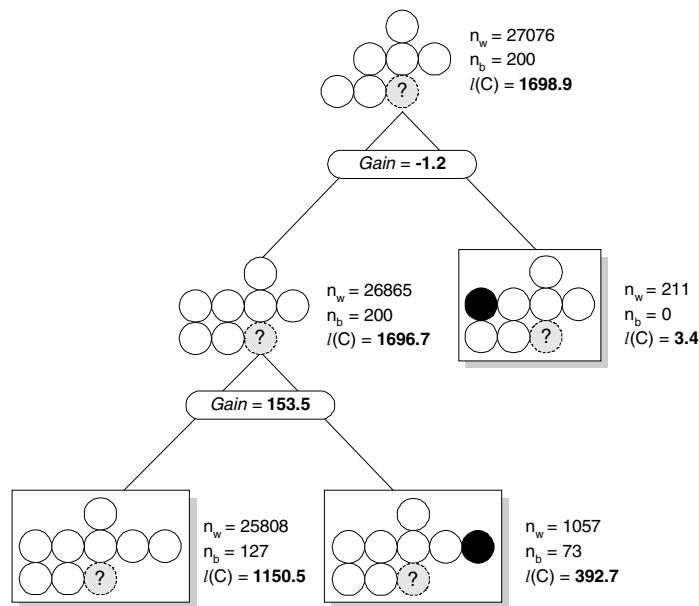 n_w = 27076
n_b = 200
l(C) = 1698.9
?
Gain = -1.2
n_w = 26865
n_b = 200
l(C) = 1696.7
?
n_w = 211
n_b = 0
l(C) = 3.4
?
Gain = 153.5
n_w = 25808
n_b = 127
l(C) = 1150.5
?
n_w = 1057
n_b = 73
l(C) = 392.7
?